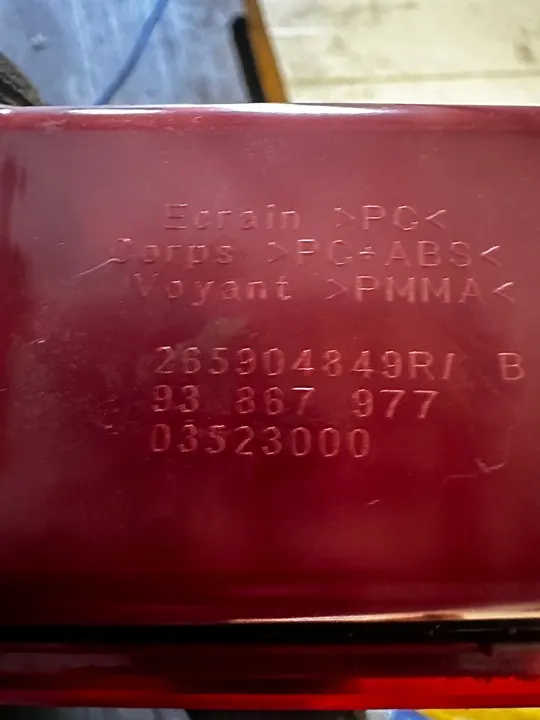 Ecrain >PC<
Corps >PC+ABS<
Voyant >PMMA<
265904849R/ B
93 867 977
03523000